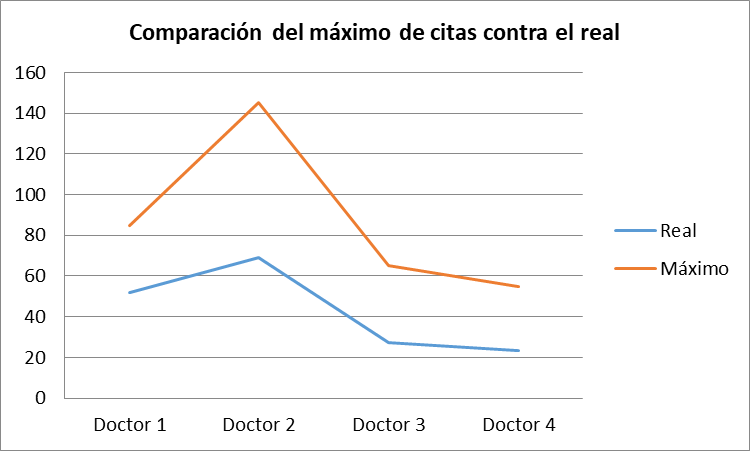 Comparación del máximo de citas contra el real
160
140
120
100
80
60
40
20
0
Doctor 1 Doctor 2 Doctor 3 Doctor 4
Real
Máximo